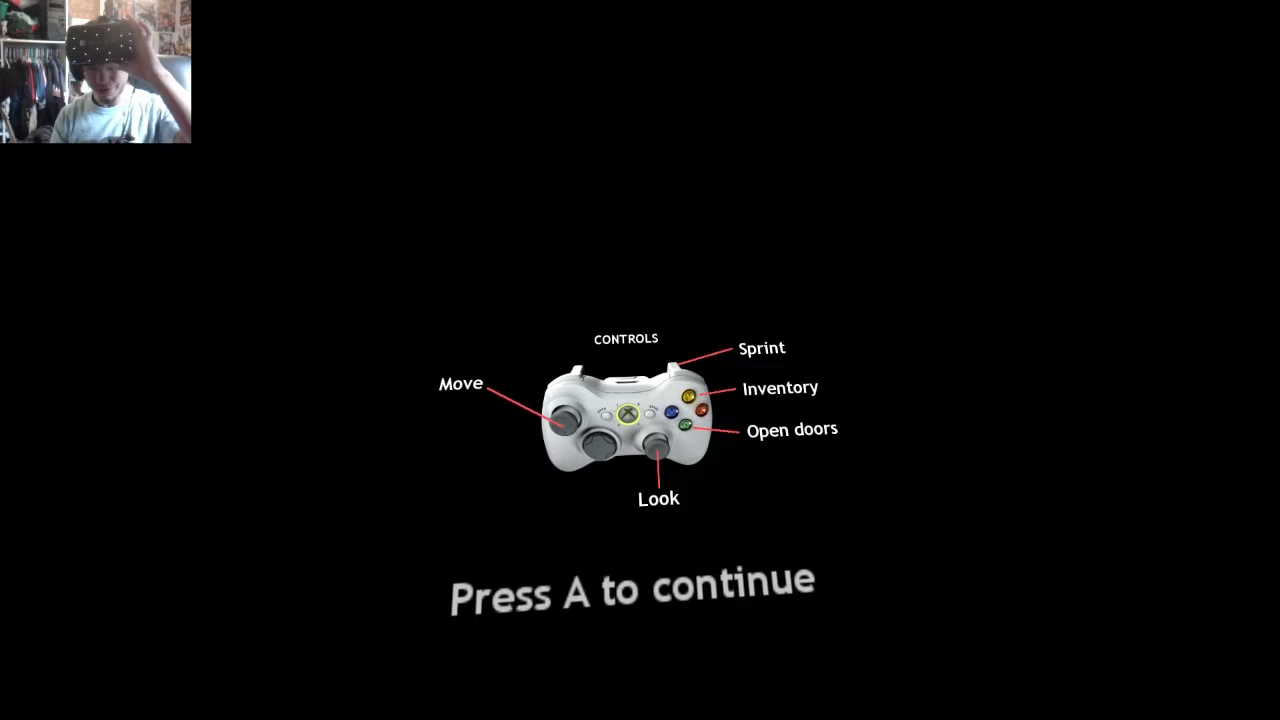 CONTROLS
Sprint
Move
Inventory
Open doors
Look
Press A to continue